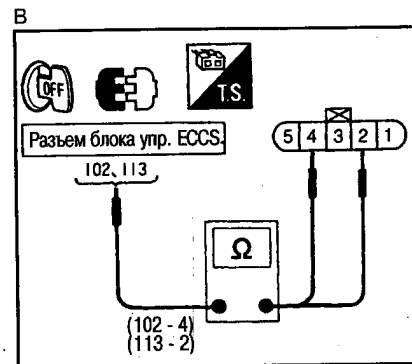 B
OFF
T.S.
Разъем блока упр. ECCS.
102, 113
5 4 3 2 1
Ω
(102 - 4)
(113 - 2)